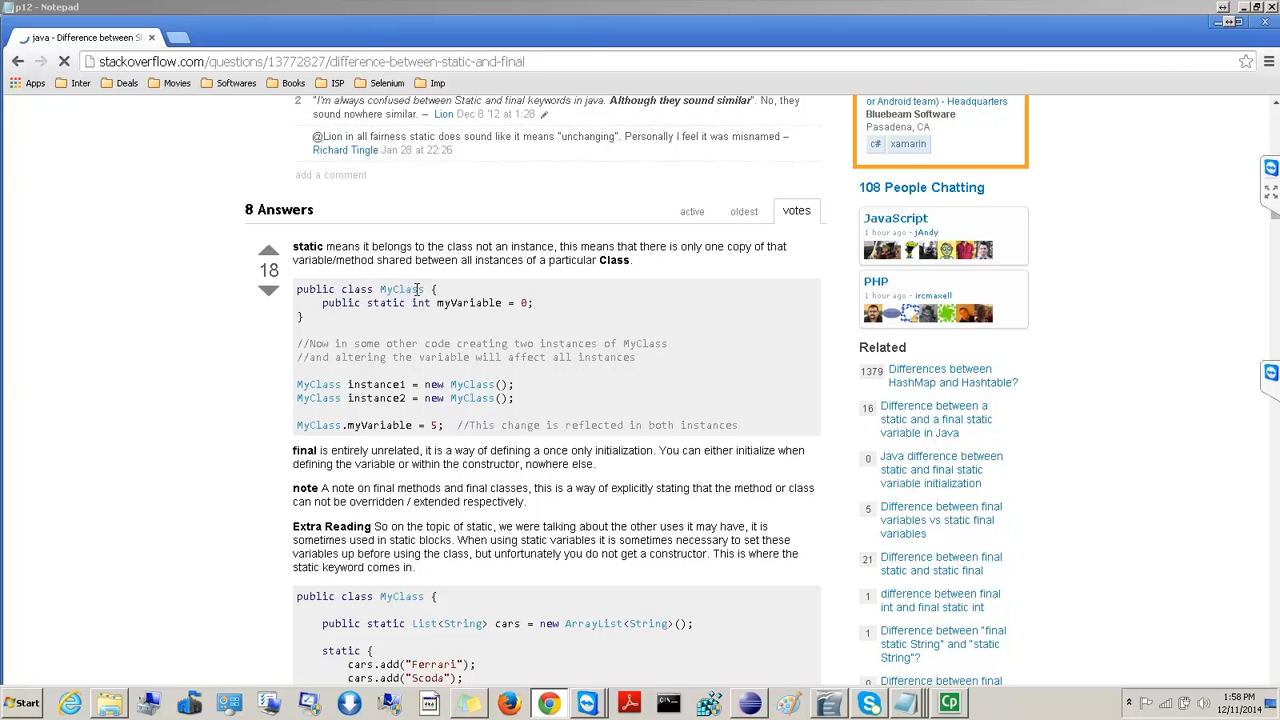 p12 - Notepad
java - Difference between St
stackoverflow.com/questions/13772827/difference-between-static-and-final
Apps Inter Deals Movies Softwares Books ISP Selenium Imp
2 "I'm always confused between Static and final keywords in java. Although they sound similar". No, they
sound nowhere similar. – Lion Dec 8 '12 at 1:28
@Lion in all fairness static does sound like it means "unchanging". Personally I feel it was misnamed –
Richard Tingle Jan 28 at 22:26
add a comment
8 Answers
active oldest votes
18
static means it belongs to the class not an instance, this means that there is only one copy of that
variable/method shared between all instances of a particular Class.
public class MyClass {
public static int myVariable = 0;
}
//Now in some other code creating two instances of MyClass
//and altering the variable will affect all instances
MyClass instance1 = new MyClass();
MyClass instance2 = new MyClass();
MyClass.myVariable = 5; //This change is reflected in both instances
final is entirely unrelated, it is a way of defining a once only initialization. You can either initialize when
defining the variable or within the constructor, nowhere else.
note A note on final methods and final classes, this is a way of explicitly stating that the method or class
can not be overridden / extended respectively.
Extra Reading So on the topic of static, we were talking about the other uses it may have, it is
sometimes used in static blocks. When using static variables it is sometimes necessary to set these
variables up before using the class, but unfortunately you do not get a constructor. This is where the
static keyword comes in.
public class MyClass {
public static List<String> cars = new ArrayList<String>();
static {
cars.add("Ferrari");
cars.add("Scoda");
or Android team) - Headquarters
Bluebeam Software
Pasadena, CA
c# xamarin
108 People Chatting
JavaScript
1 hour ago - jAndy
PHP
1 hour ago - ircmaxell
Related
1379 Differences between
HashMap and Hashtable?
16 Difference between a
static and a final static
variable in Java
0 Java difference between
static and final static
variable initialization
5 Difference between final
variables vs static final
variables
21 Difference between final
static and static final
1 difference between final
int and final static int
1 Difference between "final
static String" and "static
String"?
Difference between final
Start
Cp
1:58 PM
12/11/2014